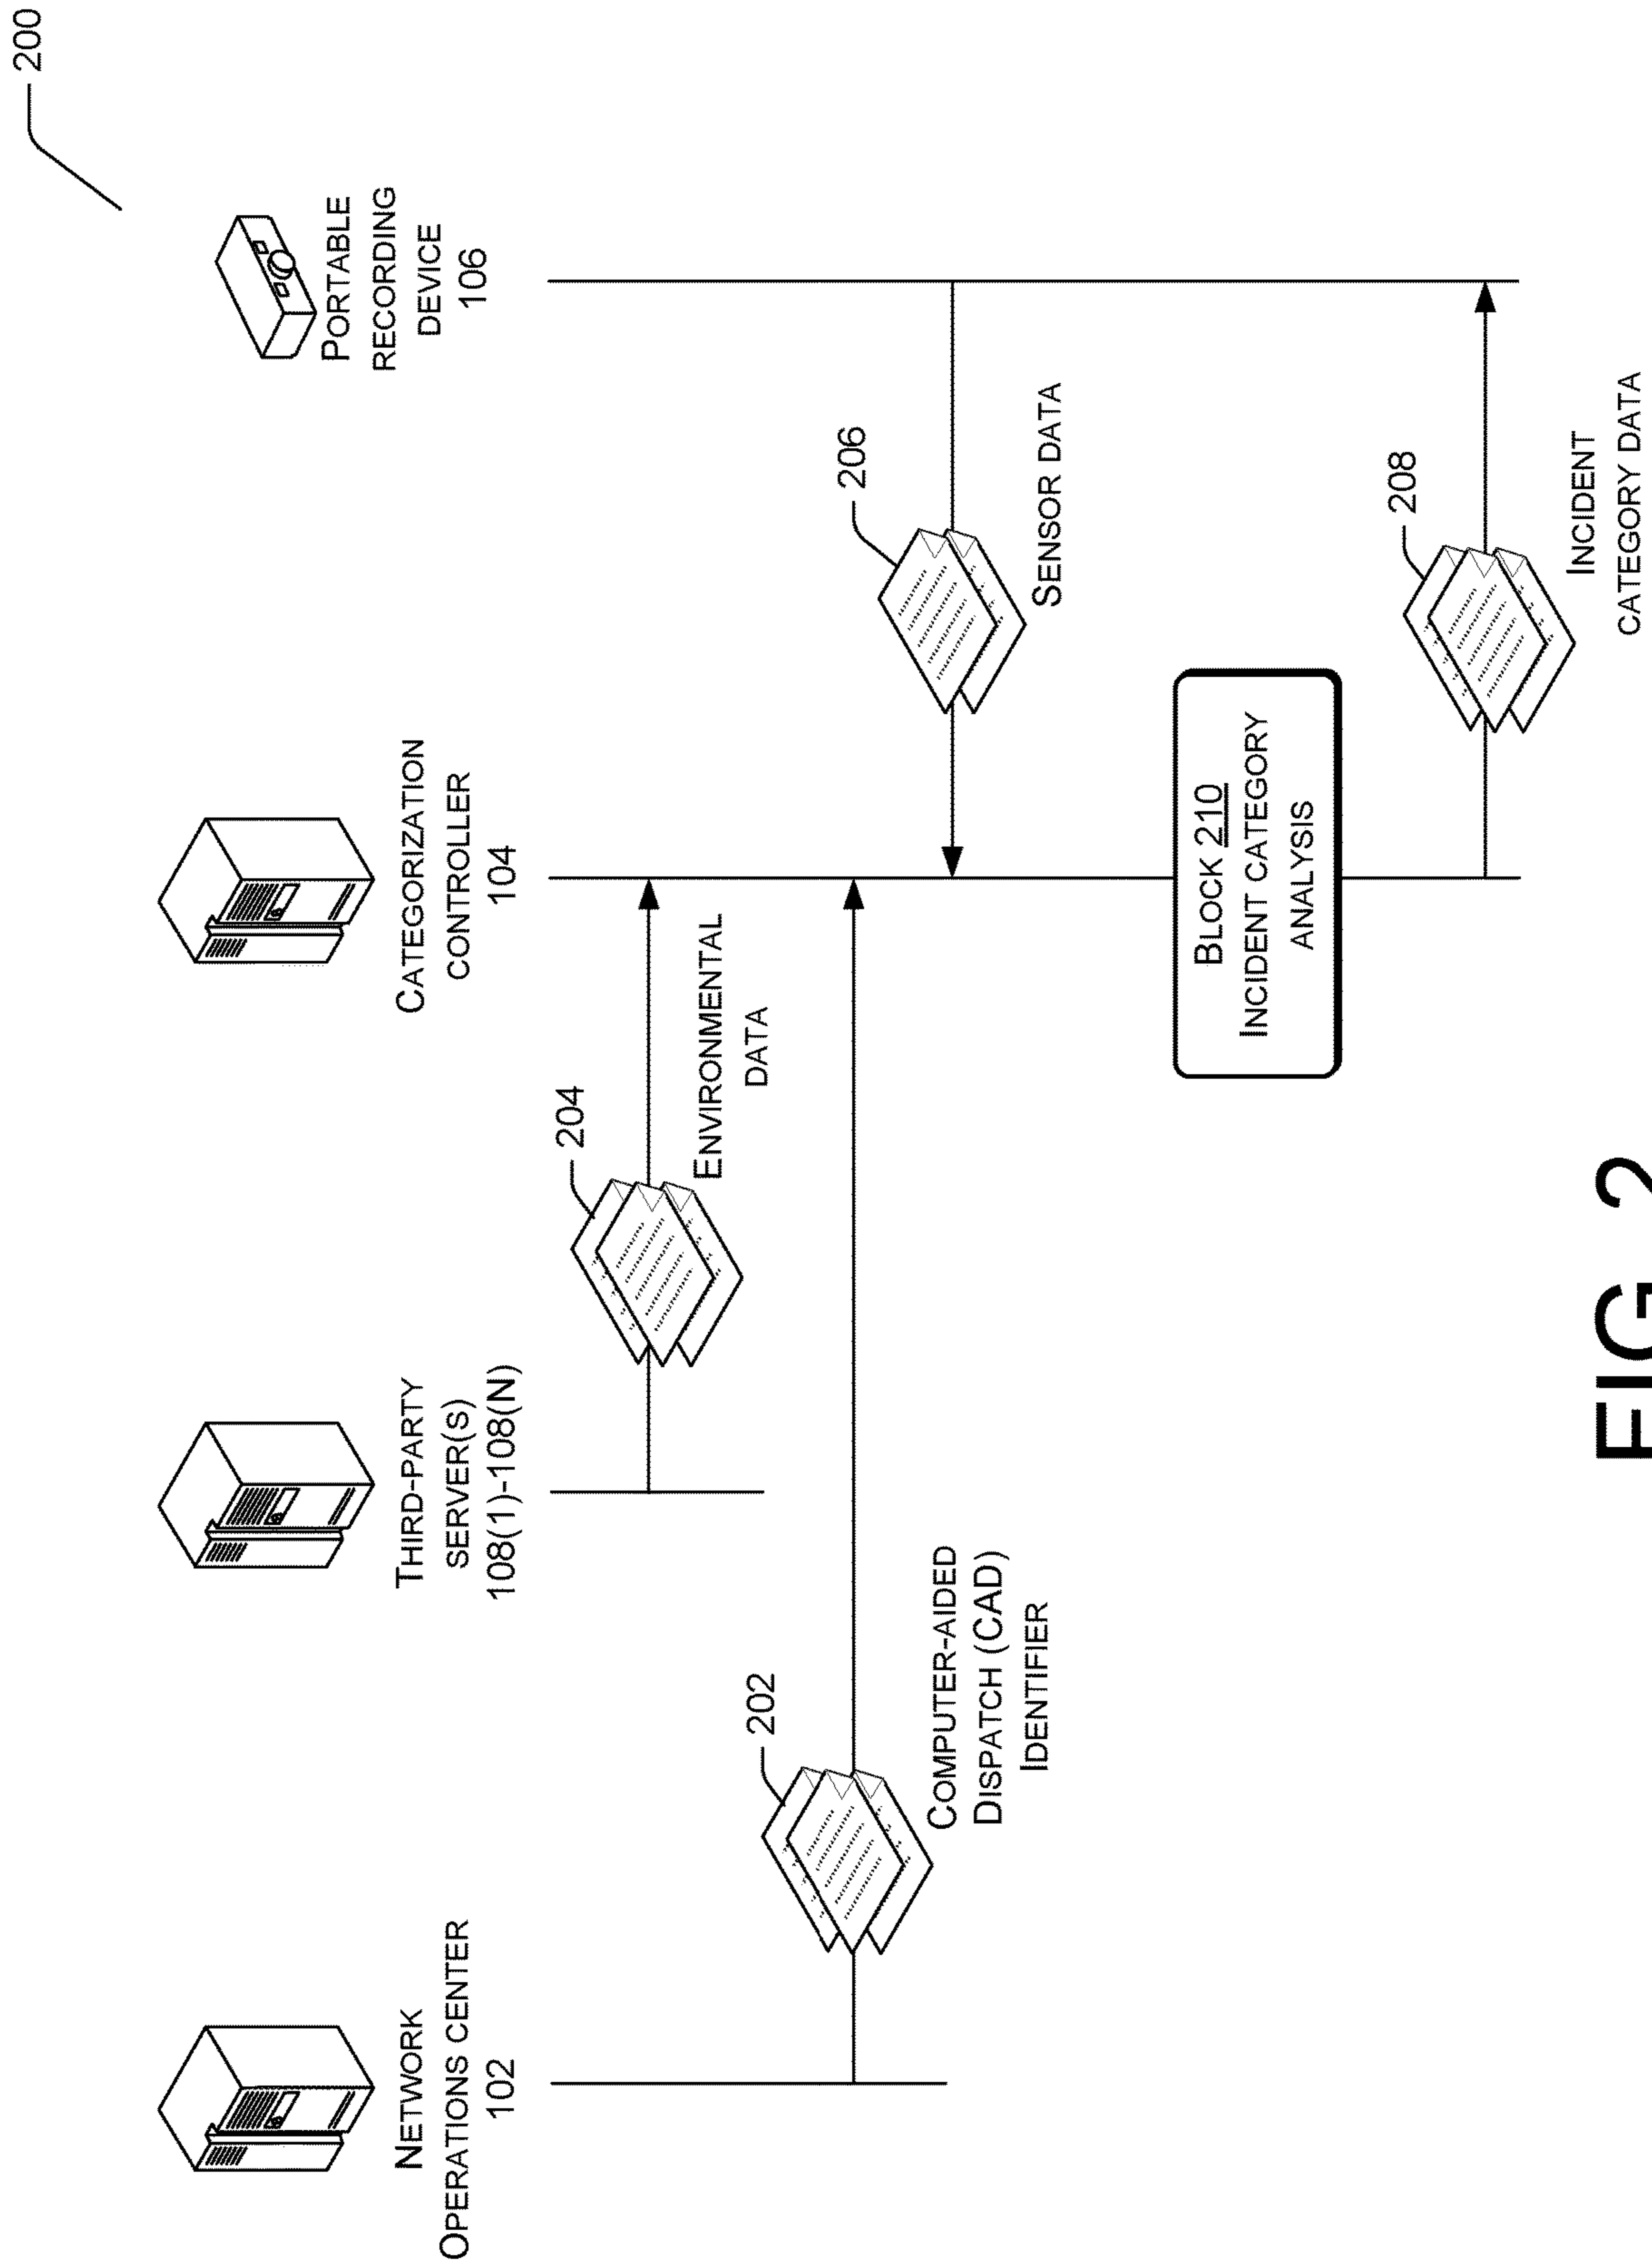 200
NETWORK
OPERATIONS CENTER
102
THIRD-PARTY
SERVER(S)
108(1)-108(N)
CATEGORIZATION
CONTROLLER
104
PORTABLE
RECORDING
DEVICE
106
204
ENVIRONMENTAL
DATA
202
COMPUTER-AIDED
DISPATCH (CAD)
IDENTIFIER
206
SENSOR DATA
BLOCK 210
INCIDENT CATEGORY
ANALYSIS
208
INCIDENT
CATEGORY DATA
FIG. 2